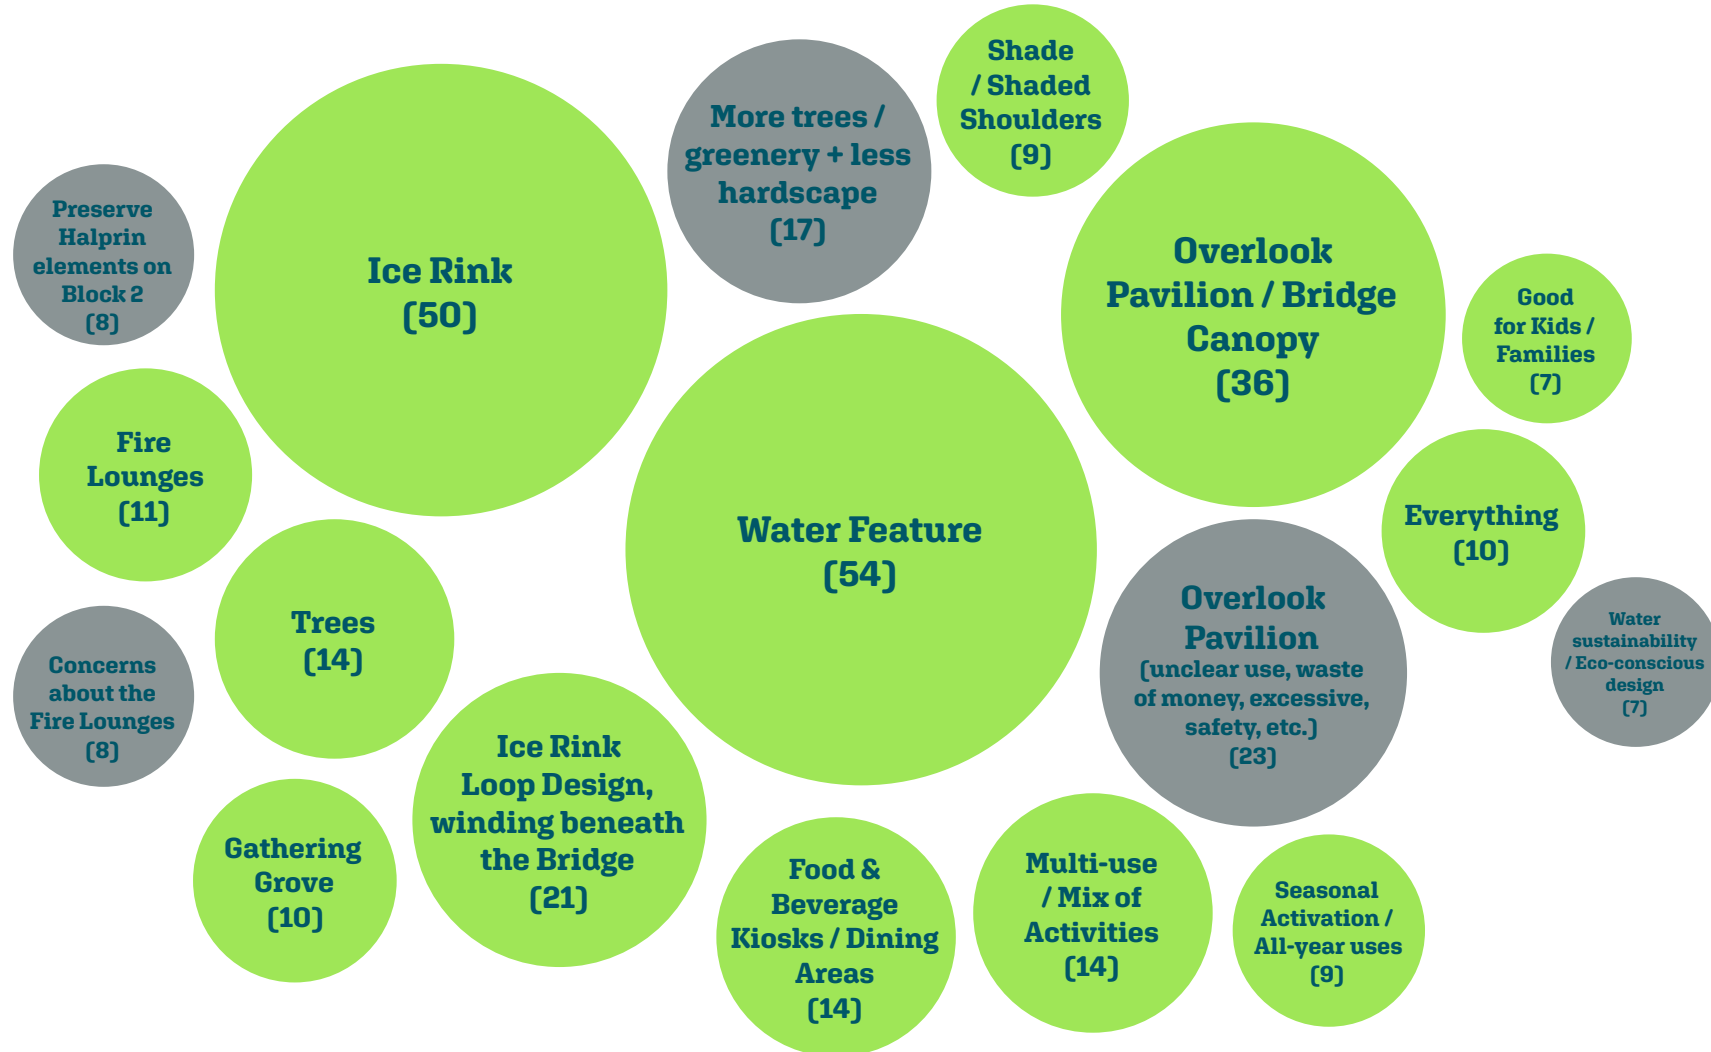 Shade
/ Shaded
Shoulders
(9)
More trees /
greenery + less
hardscape
(17)
Preserve
Halprin
elements on
Block 2
(8)
Ice Rink
(50)
Overlook
Pavilion / Bridge
Canopy
(36)
Good
for Kids /
Families
(7)
Fire
Lounges
(11)
Water Feature
(54)
Everything
(10)
Overlook
Pavilion
(unclear use, waste
of money, excessive,
safety, etc.)
(23)
Water
sustainability
/ Eco-conscious
design
(7)
Trees
(14)
Concerns
about the
Fire Lounges
(8)
Ice Rink
Loop Design,
winding beneath
the Bridge
(21)
Gathering
Grove
(10)
Food &
Beverage
Kiosks / Dining
Areas
(14)
Multi-use
/ Mix of
Activities
(14)
Seasonal
Activation /
All-year uses
(9)